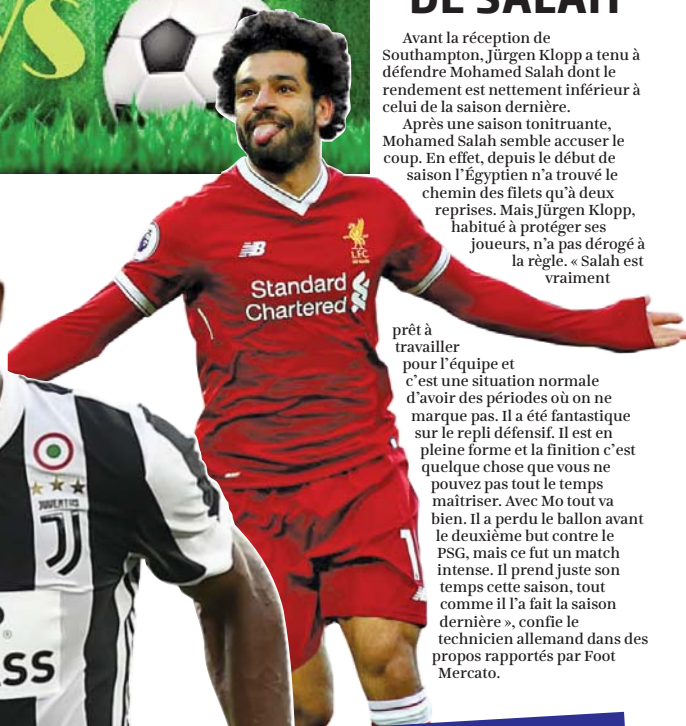 DE SALAH
Avant la réception de
Southampton, Jürgen Klopp a tenu à
défendre Mohamed Salah dont le
rendement est nettement inférieur à
celui de la saison dernière.
Après une saison tonitruante,
Mohamed Salah semble accuser le
coup. En effet, depuis le début de
saison l’Égyptien n’a trouvé le
chemin des filets qu’à deux
reprises. Mais Jürgen Klopp,
habitué à protéger ses
joueurs, n’a pas dérogé à
la règle. « Salah est
vraiment
prêt à
travailler
pour l’équipe et
c’est une situation normale
d’avoir des périodes où on ne
marque pas. Il a été fantastique
sur le repli défensif. Il est en
pleine forme et la finition c’est
quelque chose que vous ne
pouvez pas tout le temps
maîtriser. Avec Mo tout va
bien. Il a perdu le ballon avant
le deuxième but contre le
PSG, mais ce fut un match
intense. Il prend juste son
temps cette saison, tout
comme il l’a fait la saison
dernière », confie le
technicien allemand dans des
propos rapportés par Foot
Mercato.
NB
L.F.C.
Standard
Chartered
1
JUVENTUS